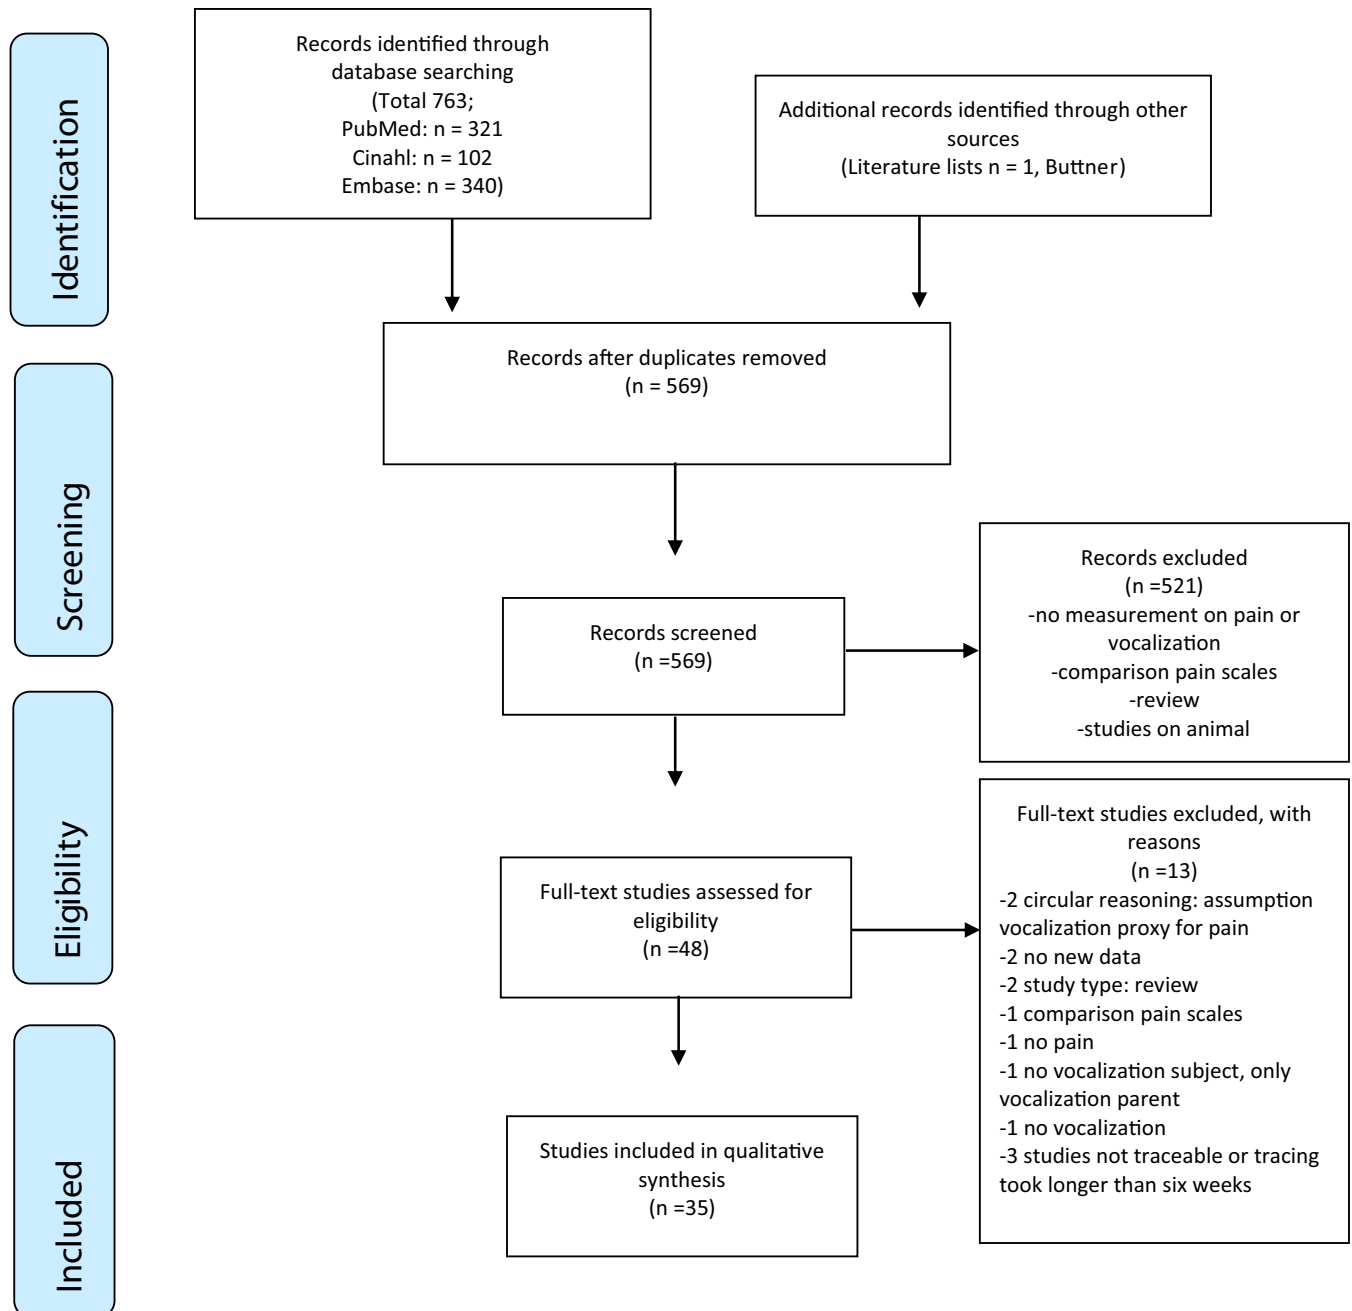 Identification
Records identified through
database searching
(Total 763;
PubMed: n = 321
Cinahl: n = 102
Embase: n = 340)
Additional records identified through other
sources
(Literature lists n = 1, Buttner)
Records after duplicates removed
(n = 569)
Screening
Records screened
(n =569)
Records excluded
(n =521)
-no measurement on pain or
vocalization
-comparison pain scales
-review
-studies on animal
Eligibility
Full-text studies assessed for
eligibility
(n =48)
Full-text studies excluded, with
reasons
(n =13)
-2 circular reasoning: assumption
vocalization proxy for pain
-2 no new data
-2 study type: review
-1 comparison pain scales
-1 no pain
-1 no vocalization subject, only
vocalization parent
-1 no vocalization
-3 studies not traceable or tracing
took longer than six weeks
Included
Studies included in qualitative
synthesis
(n =35)